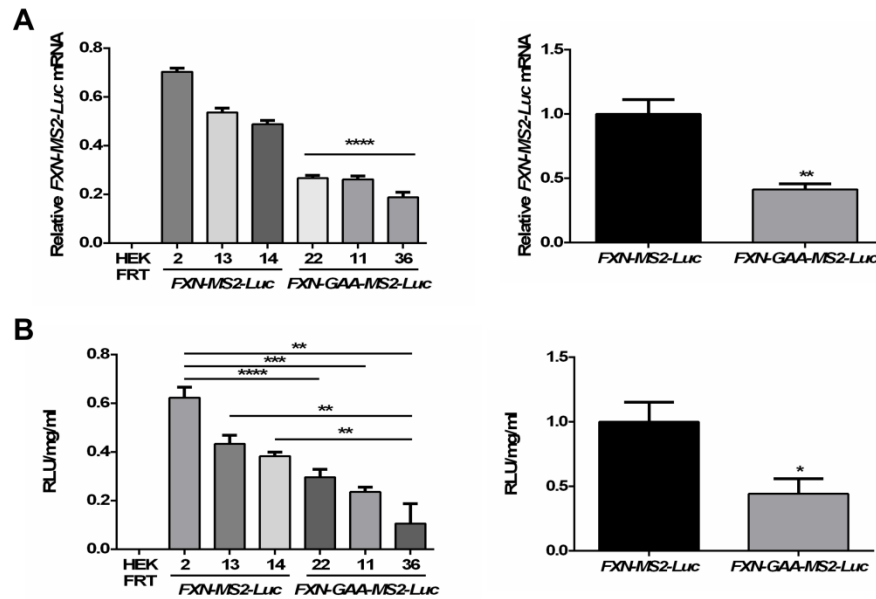 A
Relative FXN-MS2-Luc mRNA
0.8
0.6
0.4
0.2
0.0
****
HEK
FRT
2 13 14 22 11 36
FXN-MS2-Luc FXN-GAA-MS2-Luc
Relative FXN-MS2-Luc mRNA
1.5
1.0
0.5
0.0
**
FXN-MS2-Luc FXN-GAA-MS2-Luc
B
RLU/mg/ml
0.8
0.6
0.4
0.2
0.0
**
***
****
**
**
HEK
FRT
2 13 14 22 11 36
FXN-MS2-Luc FXN-GAA-MS2-Luc
RLU/mg/ml
1.5
1.0
0.5
0.0
*
FXN-MS2-Luc FXN-GAA-MS2-Luc